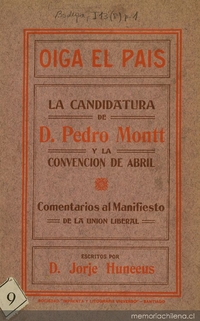 OIGA EL PAIS
LA CANDIDATURA
DE
D. Pedro Montt
Y LA
CONVENCION DE ABRIL
Comentarios al Manifiesto
DE LA UNION LIBERAL
ESCRITOS POR
D. Jorje Huneeus
9
memoriachilena.cl